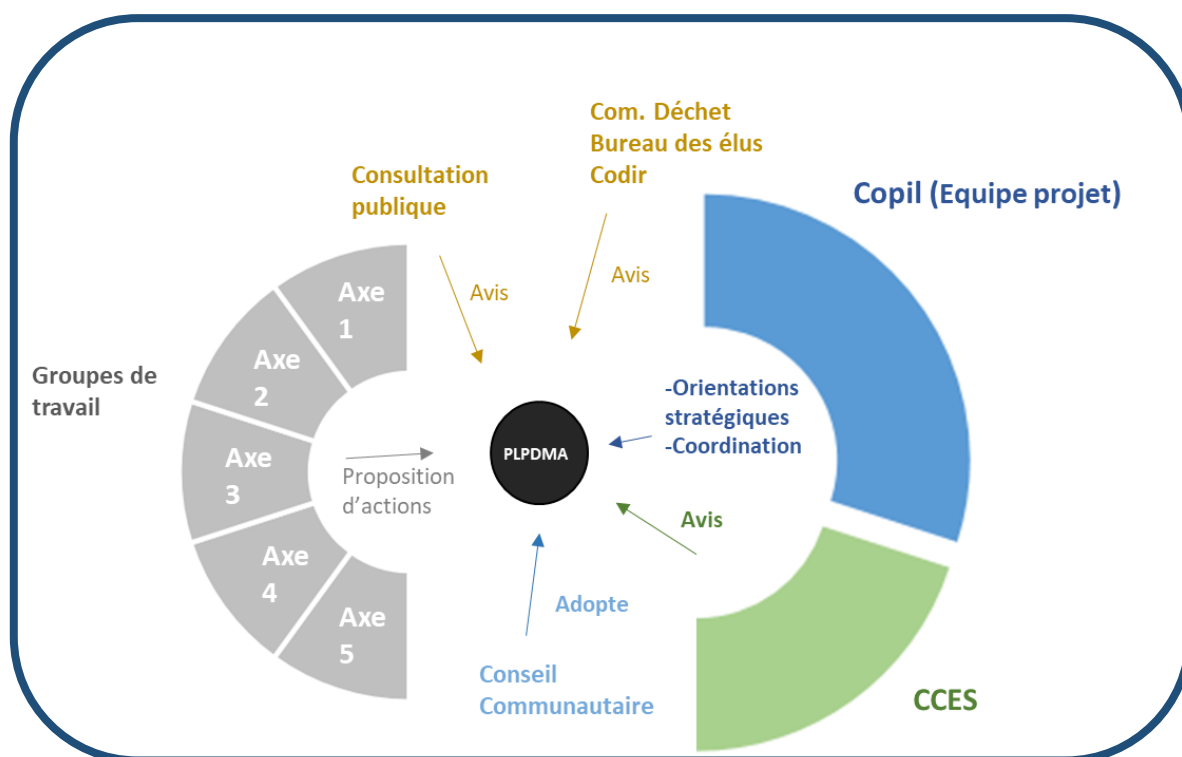 Com. Déchet
Bureau des élus
Codir
Consultation
publique
Copil (Equipe projet)
Avis
Avis
Axe
1
Axe
2
Axe
3
Axe
4
Axe
5
Groupes de
travail
Proposition
d’actions
PLPDMA
-Orientations
stratégiques
-Coordination
Avis
Adopte
Conseil
Communautaire
CCES